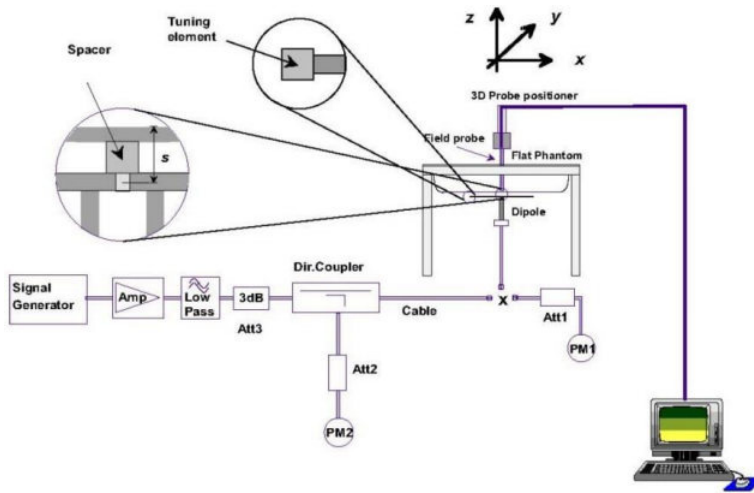 Tuning
element
Spacer
s
z
y
x
3D Probe positioner
Field probe
Flat Phantom
Dipole
Signal
Generator
Amp
Low
Pass
3dB
Att3
Dir.Coupler
Cable
x
Att1
PM1
Att2
PM2